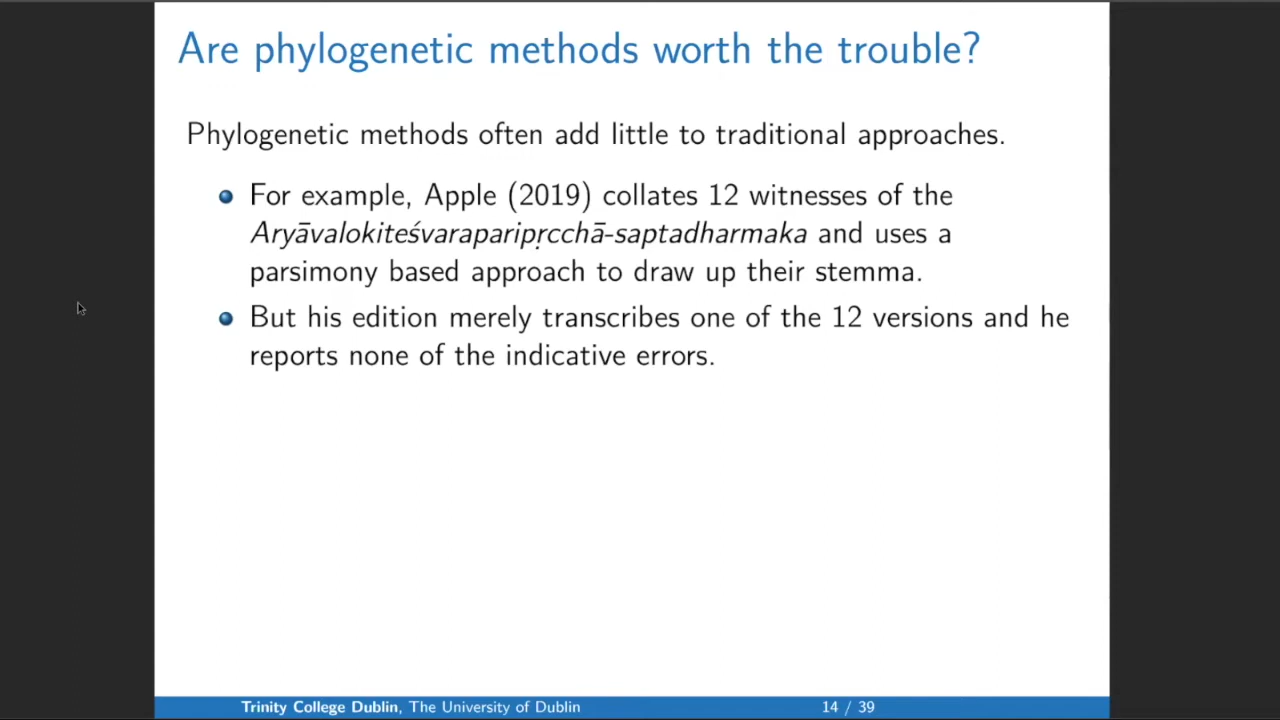 Are phylogenetic methods worth the trouble?
Phylogenetic methods often add little to traditional approaches.
For example, Apple (2019) collates 12 witnesses of the
Aryāvalokiteśvaraparipṛcchā-saptadharmaka and uses a
parsimony based approach to draw up their stemma.
But his edition merely transcribes one of the 12 versions and he
reports none of the indicative errors.
Trinity College Dublin, The University of Dublin 14 / 39